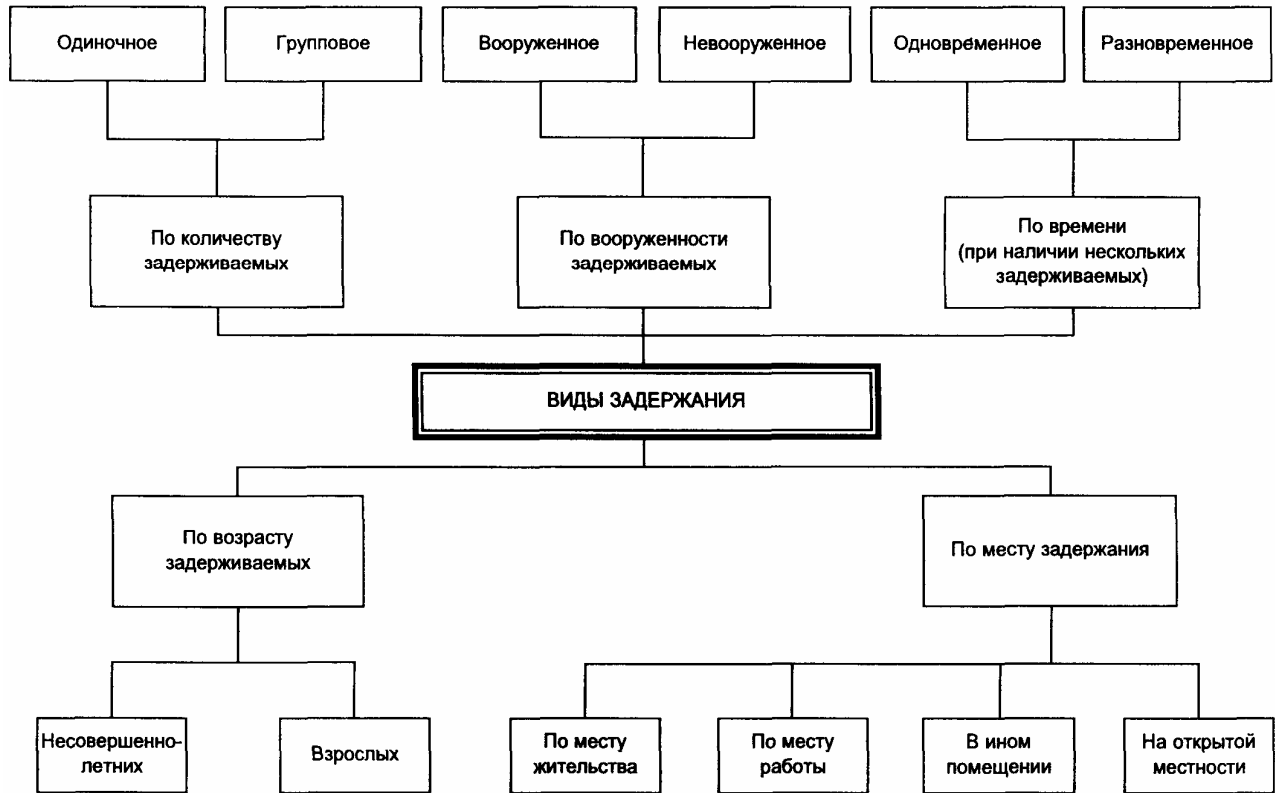 Одиночное
Групповое
Вооруженное
Невооруженное
Одновременное
Разновременное
По количеству
задерживаемых
По вооруженности
задерживаемых
По времени
(при наличии нескольких
задерживаемых)
ВИДЫ ЗАДЕРЖАНИЯ
По возрасту
задерживаемых
По месту задержания
Несовершенно-
летних
Взрослых
По месту
жительства
По месту
работы
В ином
помещении
На открытой
местности